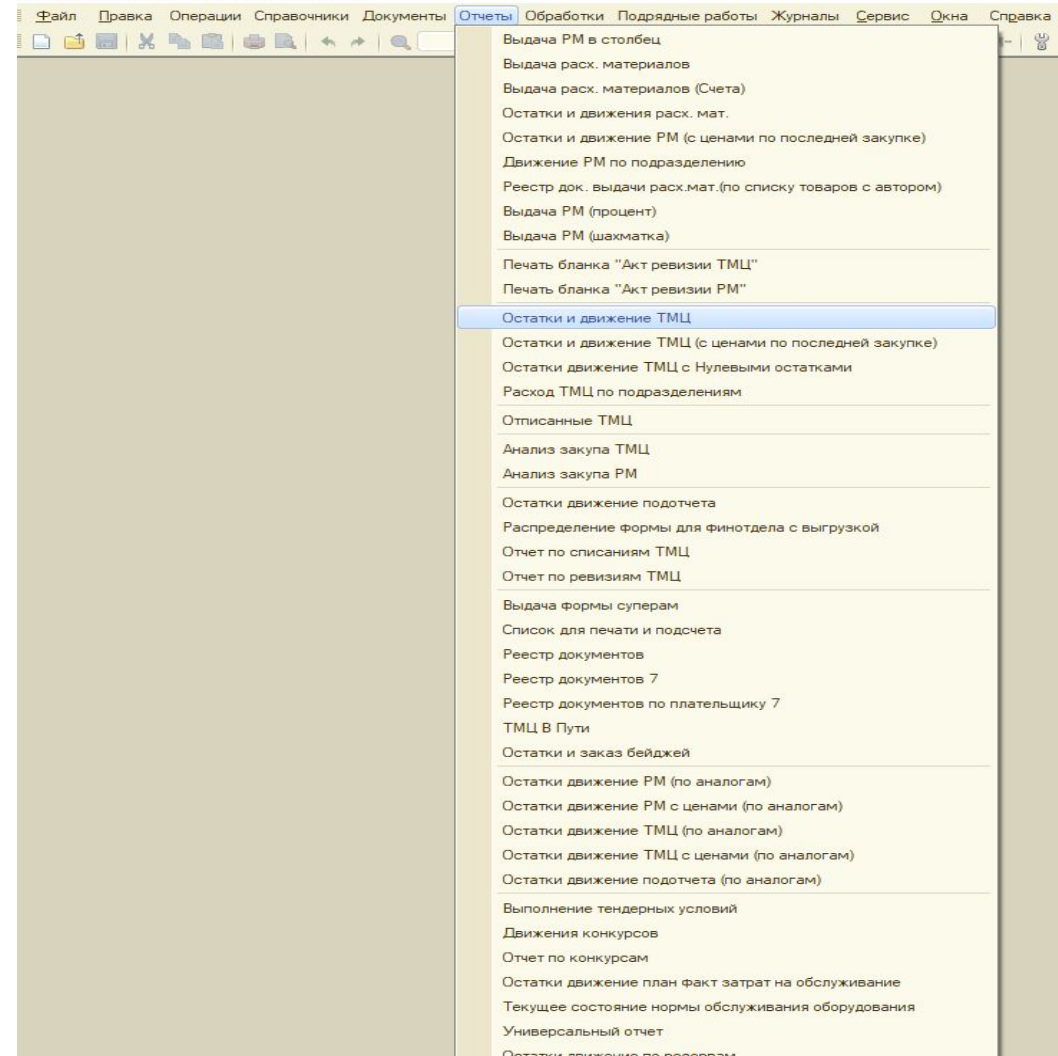 Файл Правка Операции Справочники Документы Отчеты Обработки Подрядные работы Журналы Сервис Окна Справка
Выдача РМ в столбец
Выдача расх. материалов
Выдача расх. материалов (Счета)
Остатки и движения расх. мат.
Остатки и движение РМ (с ценами по последней закупке)
Движение РМ по подразделению
Реестр док. выдачи расх.мат.(по списку товаров с автором)
Выдача РМ (процент)
Выдача РМ (шахматка)
Печать бланка "Акт ревизии ТМЦ"
Печать бланка "Акт ревизии РМ"
Остатки и движение ТМЦ
Остатки и движение ТМЦ (с ценами по последней закупке)
Остатки движение ТМЦ с Нулевыми остатками
Расход ТМЦ по подразделениям
Отписанные ТМЦ
Анализ закупа ТМЦ
Анализ закупа РМ
Остатки движение подотчета
Распределение формы для финотдела с выгрузкой
Отчет по списаниям ТМЦ
Отчет по ревизиям ТМЦ
Выдача формы суперам
Список для печати и подсчета
Реестр документов
Реестр документов 7
Реестр документов по плательщику 7
ТМЦ В Пути
Остатки и заказ бейджей
Остатки движение РМ (по аналогам)
Остатки движение РМ с ценами (по аналогам)
Остатки движение ТМЦ (по аналогам)
Остатки движение ТМЦ с ценами (по аналогам)
Остатки движение подотчета (по аналогам)
Выполнение тендерных условий
Движения конкурсов
Отчет по конкурсам
Остатки движение план факт затрат на обслуживание
Текущее состояние нормы обслуживания оборудования
Универсальный отчет
Остатки движение по резервам